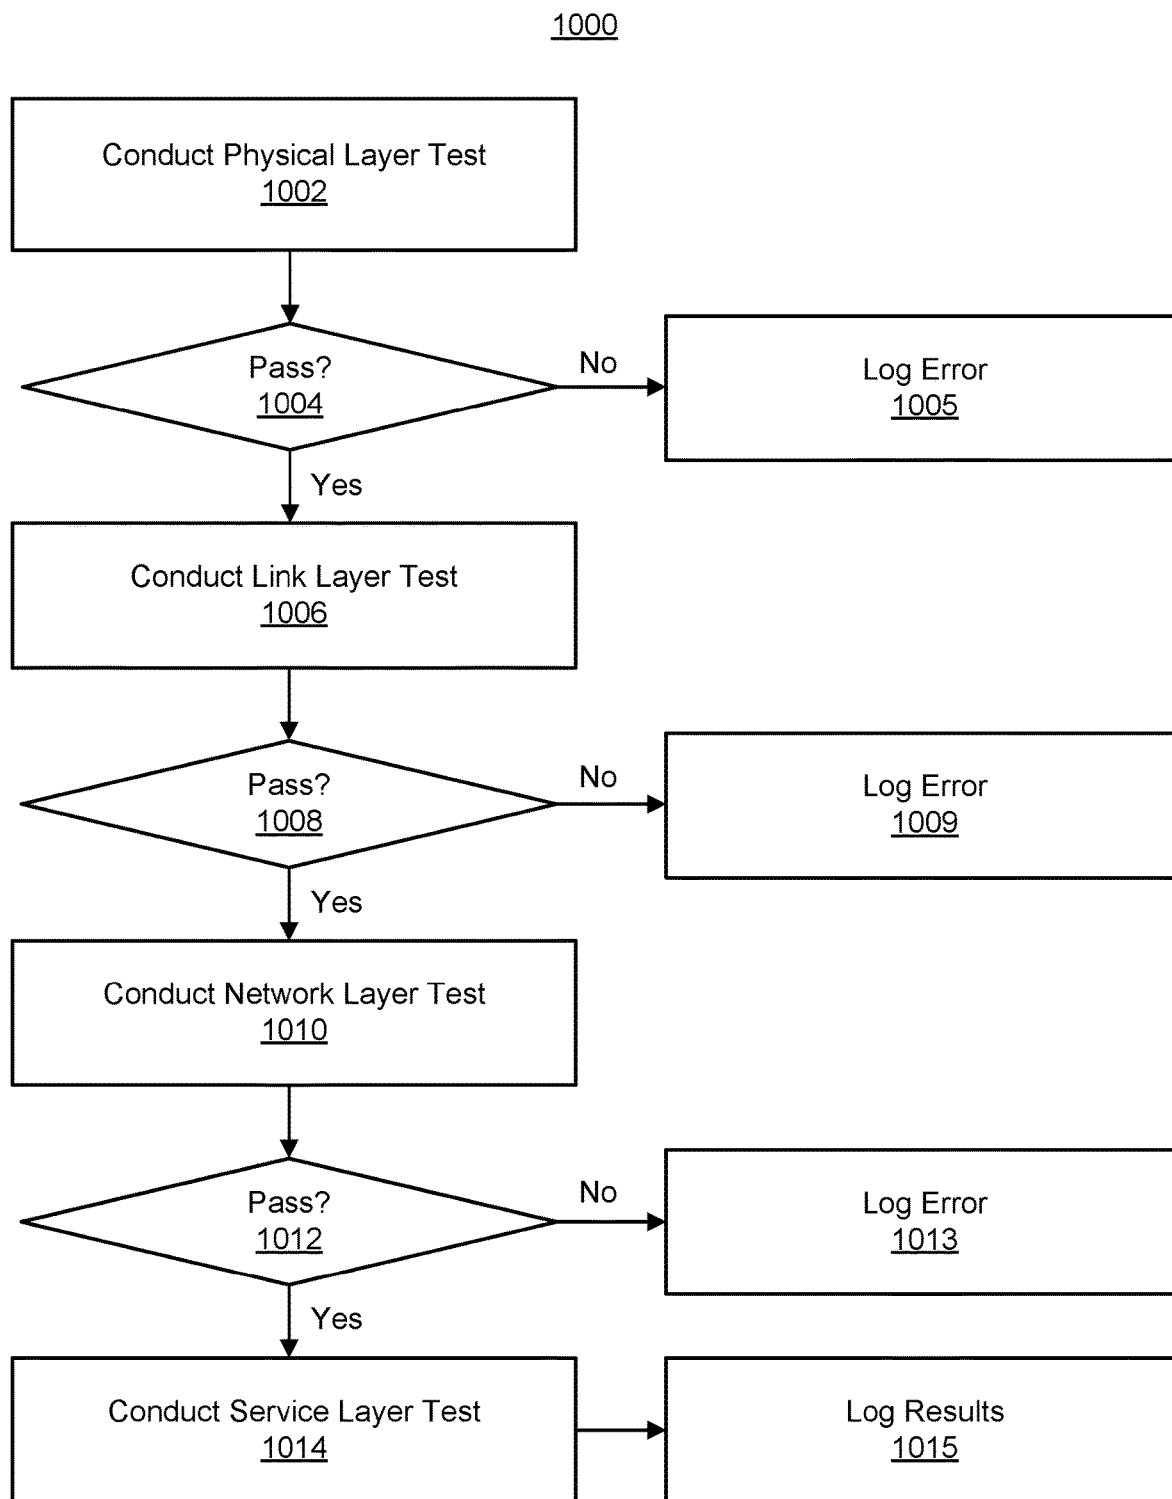 1000
Conduct Physical Layer Test
1002
Pass?
1004
No
Log Error
1005
Yes
Conduct Link Layer Test
1006
Pass?
1008
No
Log Error
1009
Yes
Conduct Network Layer Test
1010
Pass?
1012
No
Log Error
1013
Yes
Conduct Service Layer Test
1014
Log Results
1015